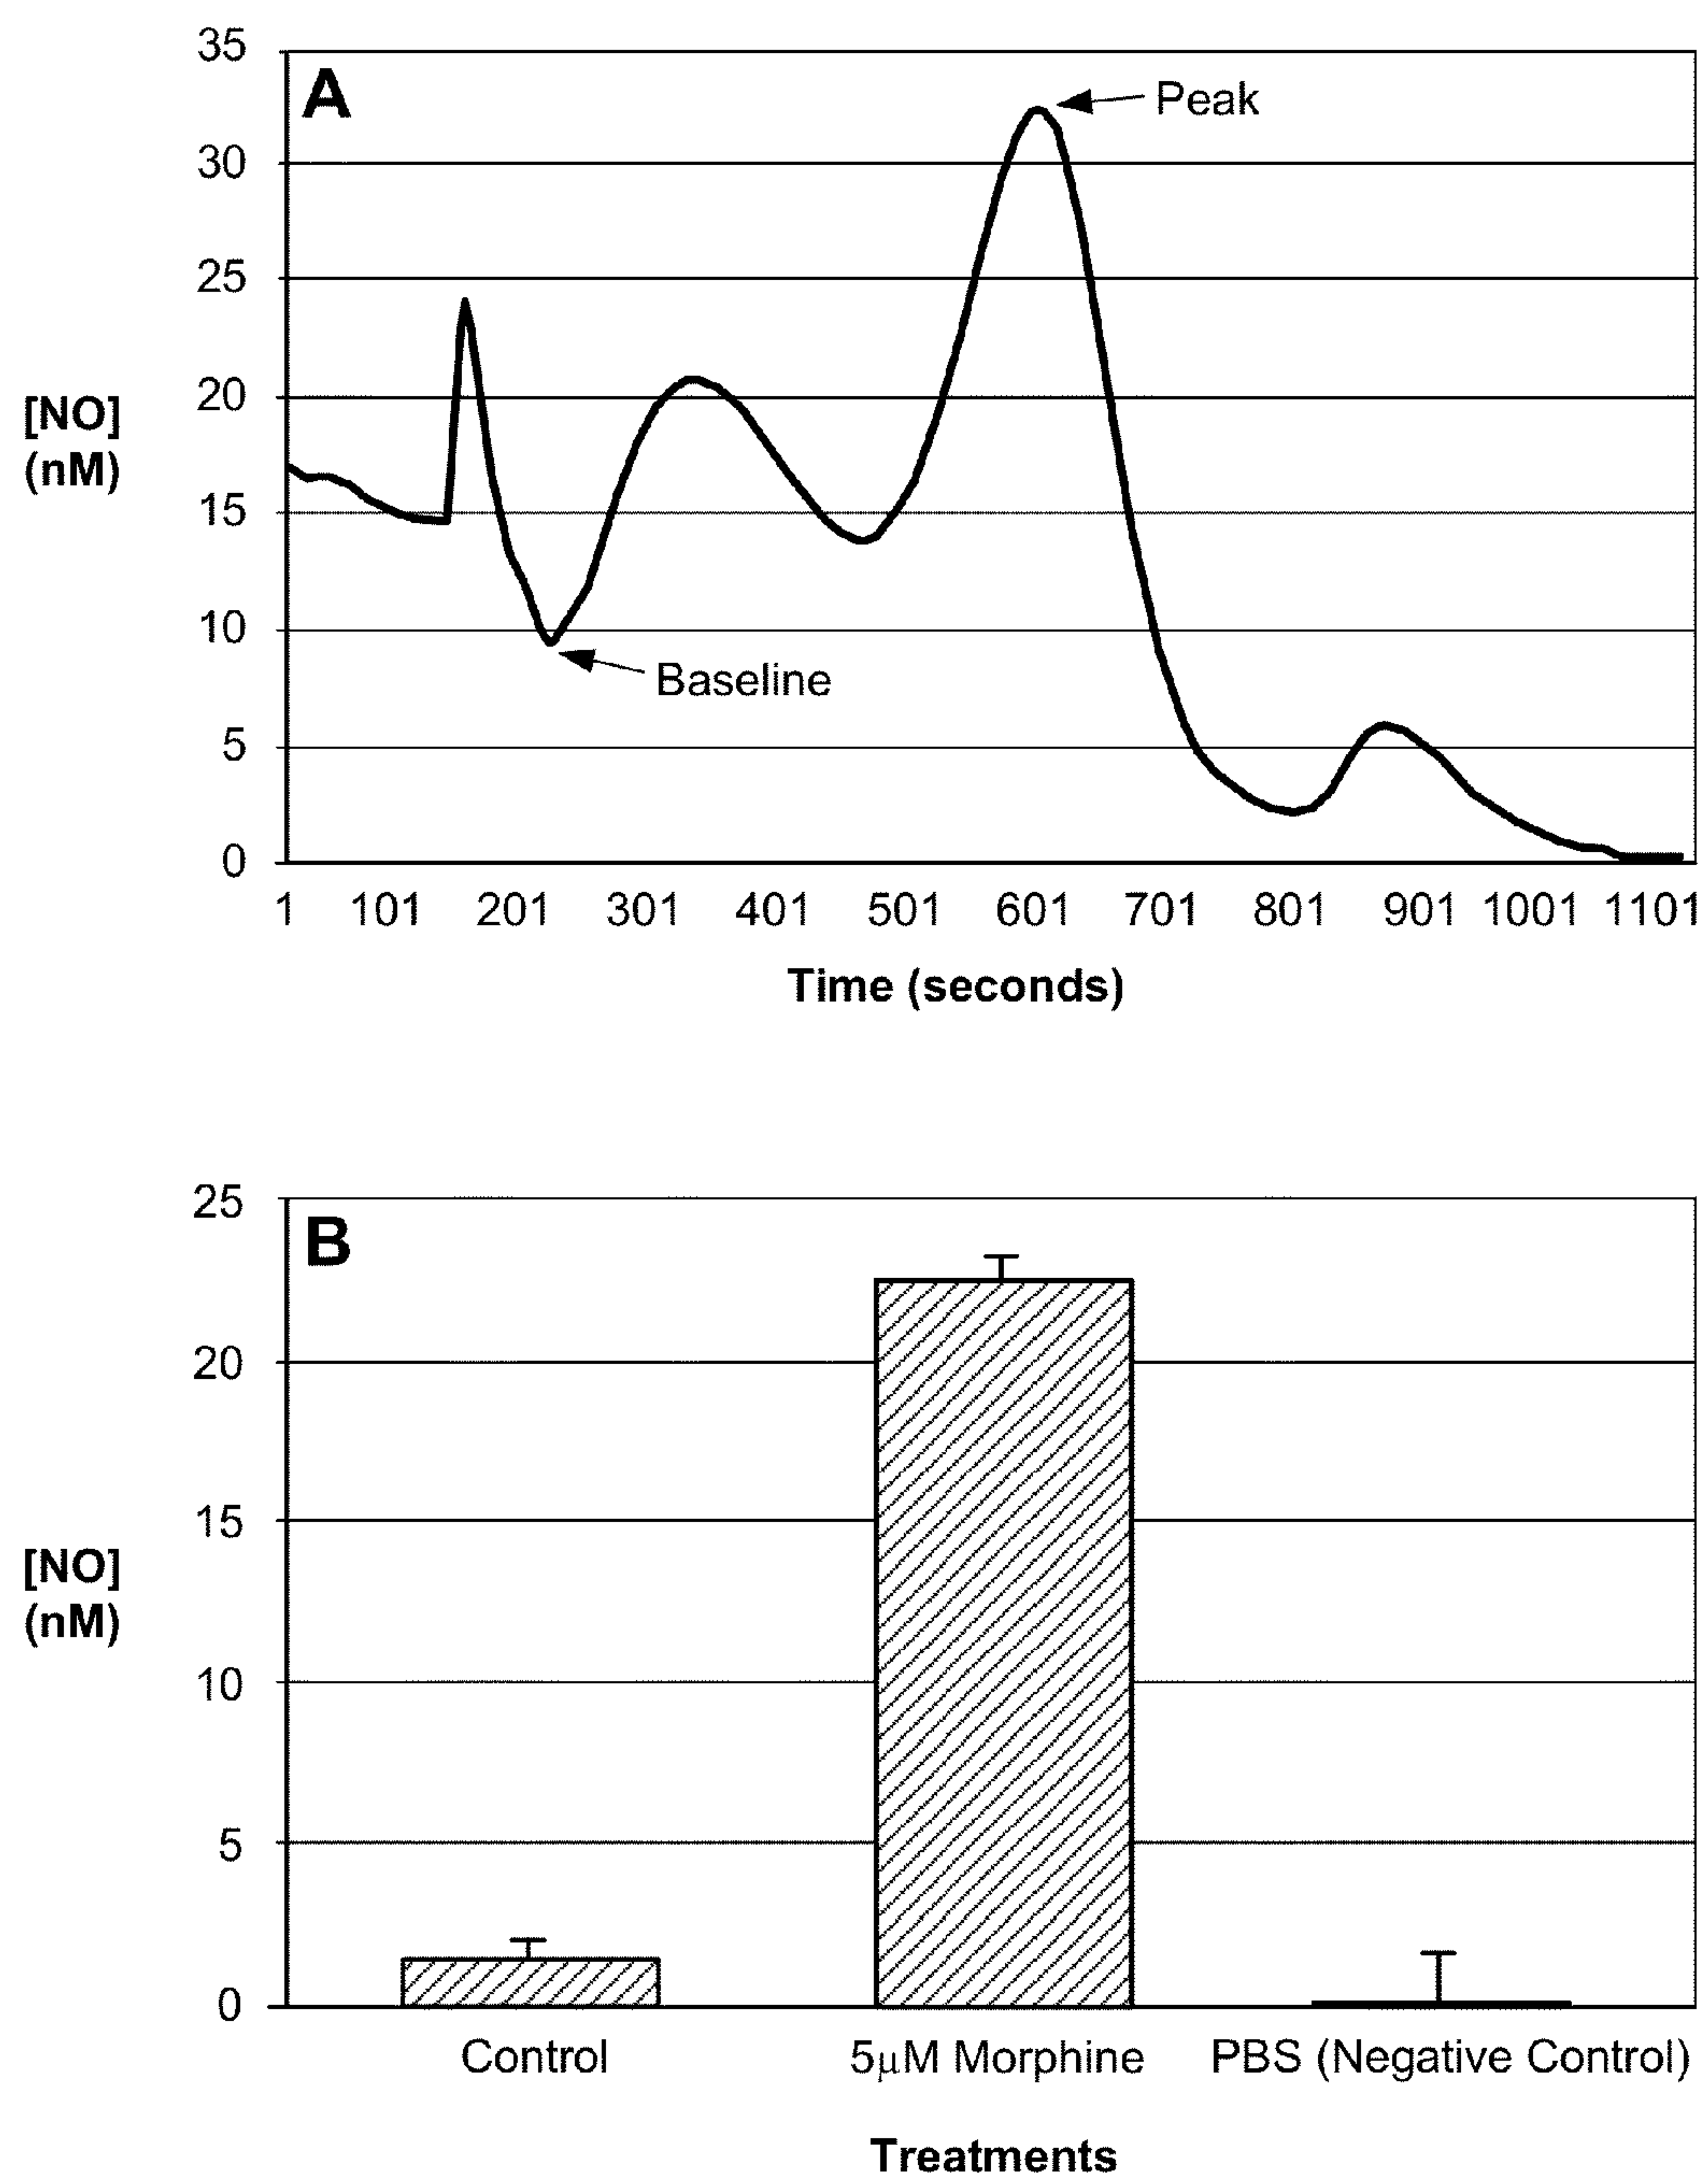 35
A
Peak
30
25
20
[NO]
(nM)
15
10
Baseline
5
0
1 101 201 301 401 501 601 701 801 901 1001 1101
Time (seconds)
25
B
20
15
[NO]
(nM)
10
5
0
Control 5μM Morphine PBS (Negative Control)
Treatments